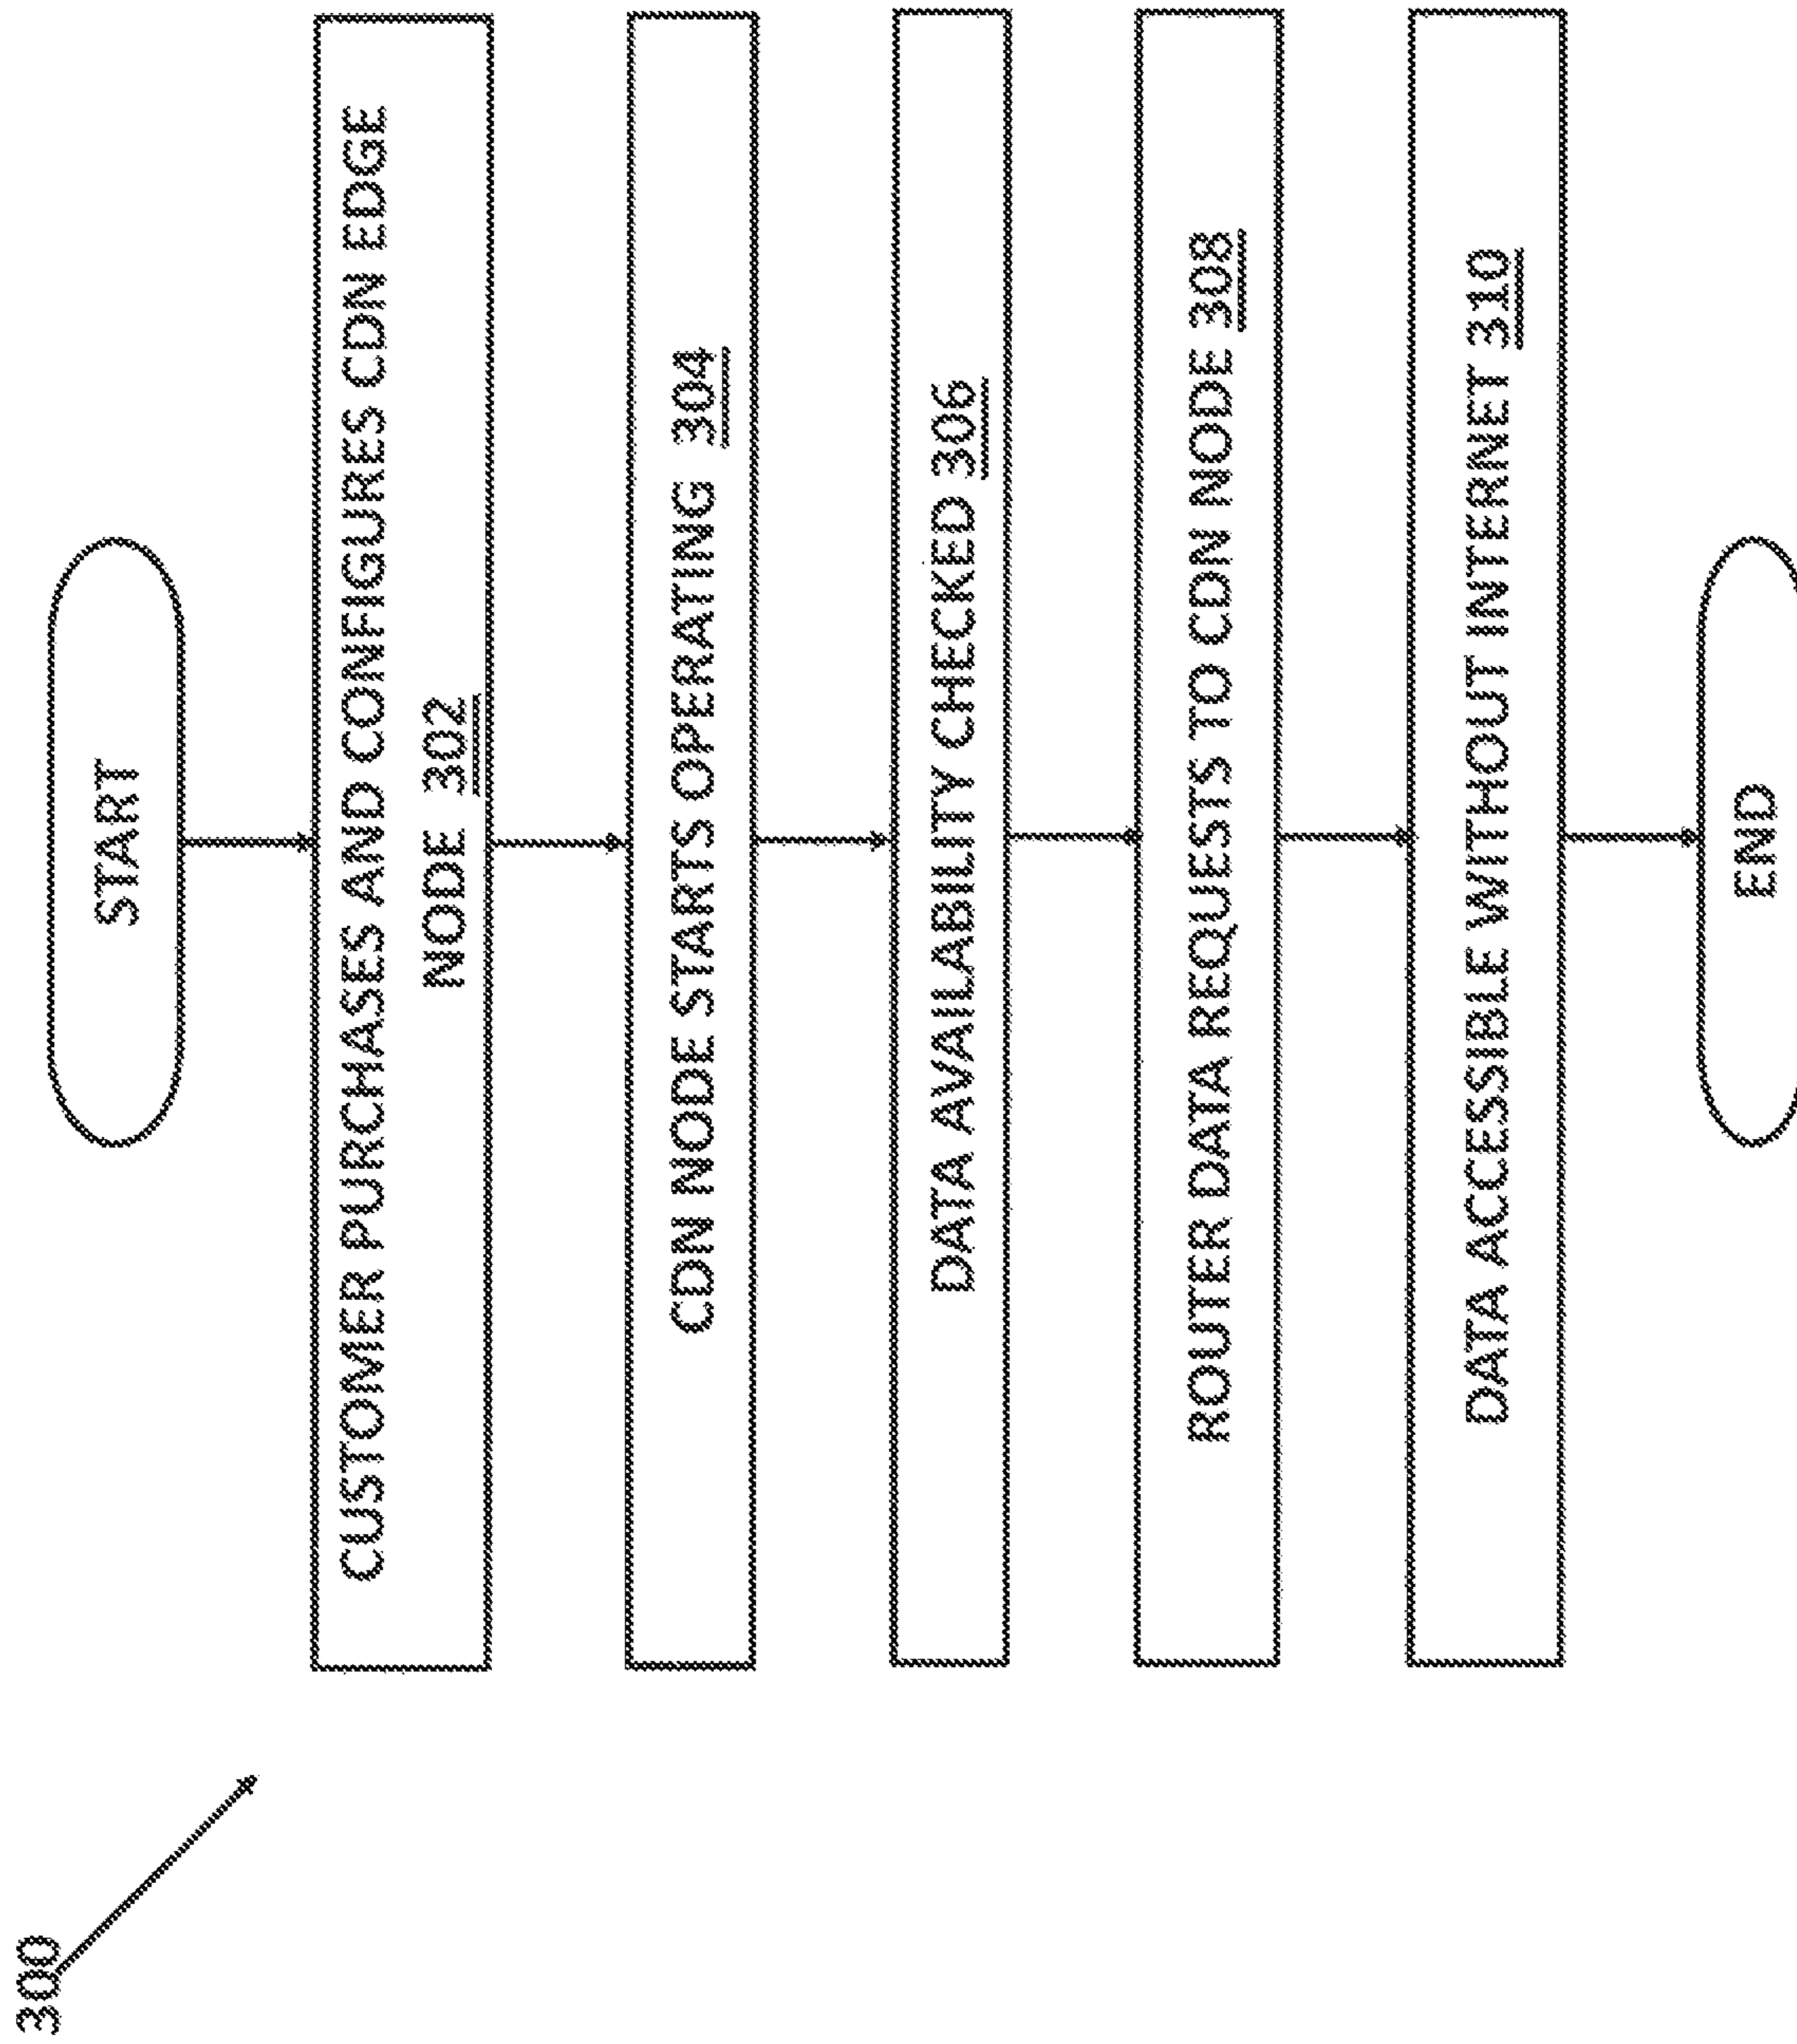 300
START
CUSTOMER PURCHASES AND CONFIGURES CDN EDGE
NODE 302
CDN NODE STARTS OPERATING 304
DATA AVAILABILITY CHECKED 306
ROUTER DATA REQUESTS TO CDN NODE 308
DATA ACCESSIBLE WITHOUT INTERNET 310
END